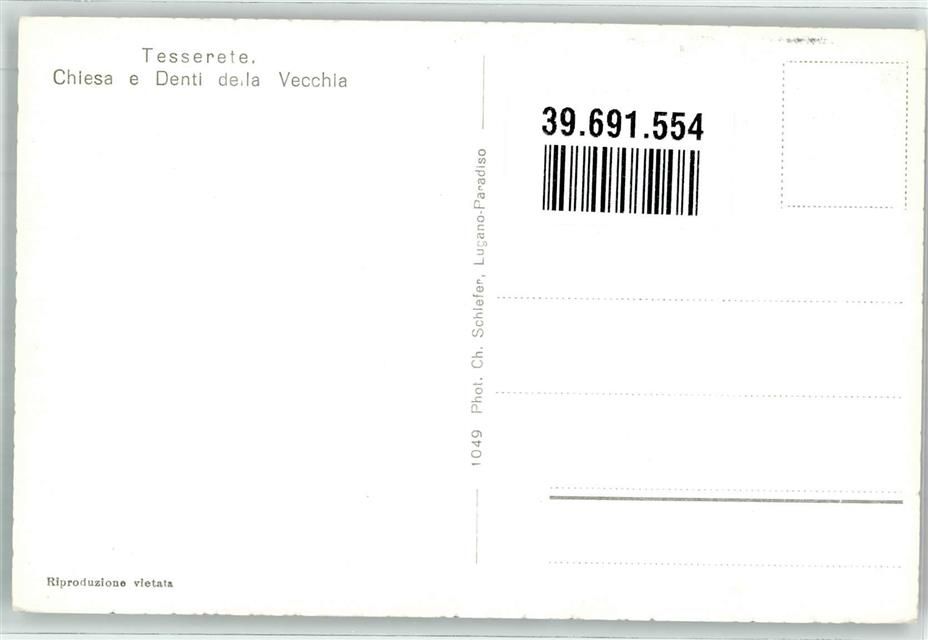 Tesserete.
Chiesa e Denti della Vecchia
39.691.554
1049 Phot. Ch. Schiefer, Lugano-Paradiso
Riproduzione vietata